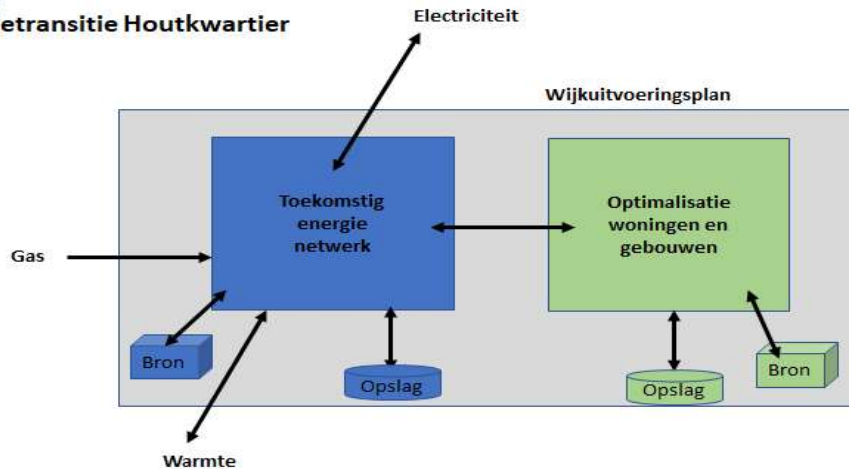 etransitie Houtkwartier
Electriciteit
Wijkuitvoeringsplan
Toekomstig
energie
netwerk
Optimalisatie
woningen en
gebouwen
Gas
Bron
Opslag
Opslag
Bron
Warmte